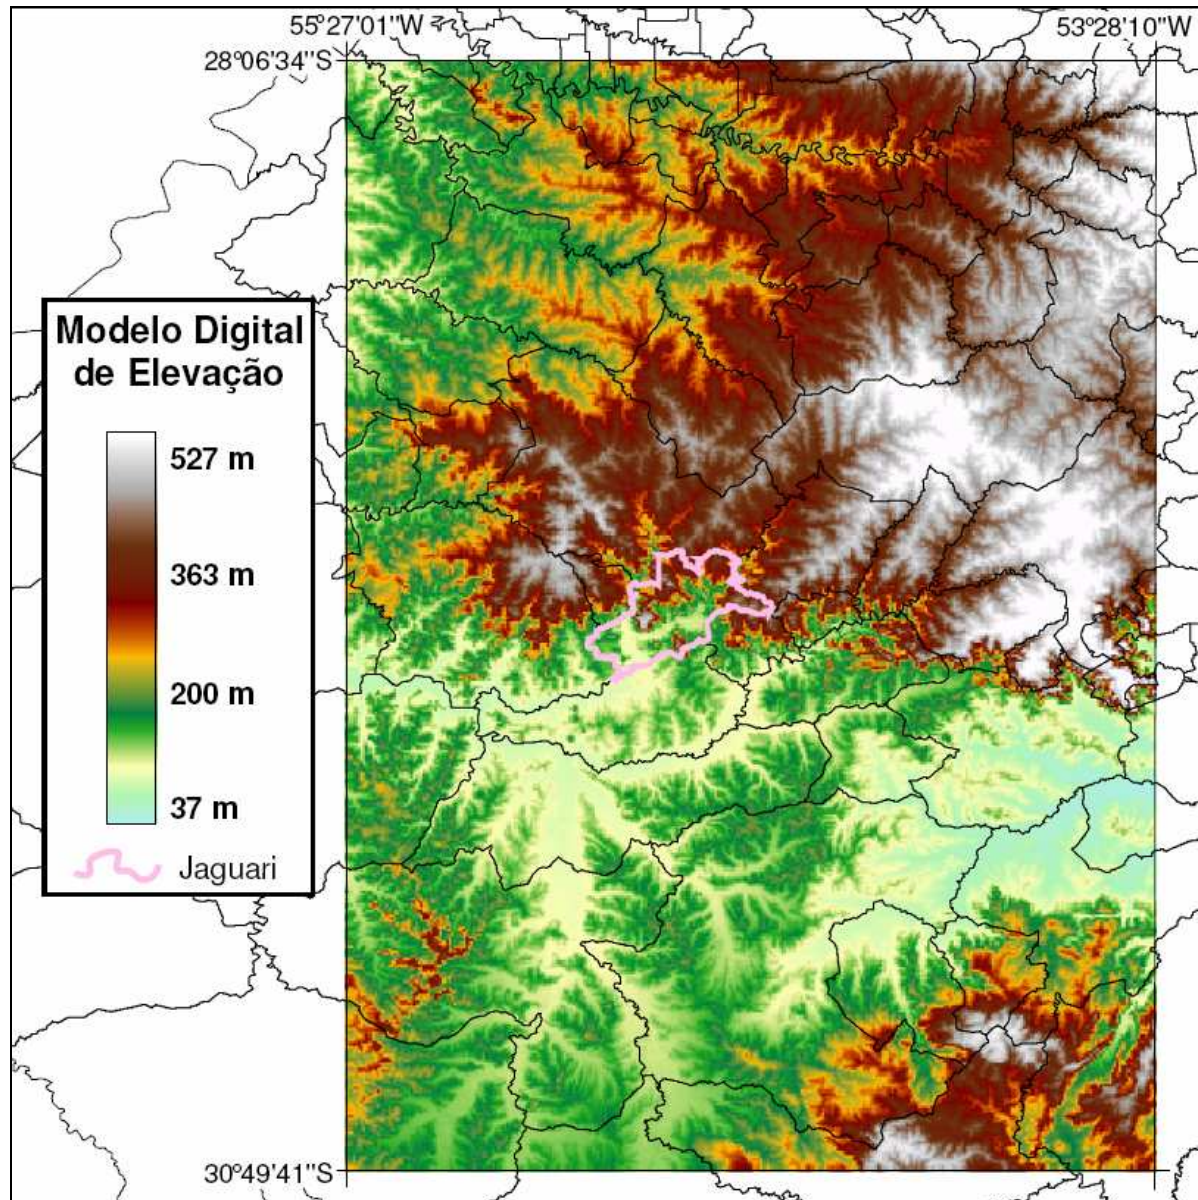 55°27'01''W
53°28'10''W
28°06'34''S
Modelo Digital
de Elevação
527 m
363 m
200 m
37 m
Jaguari
30°49'41''S